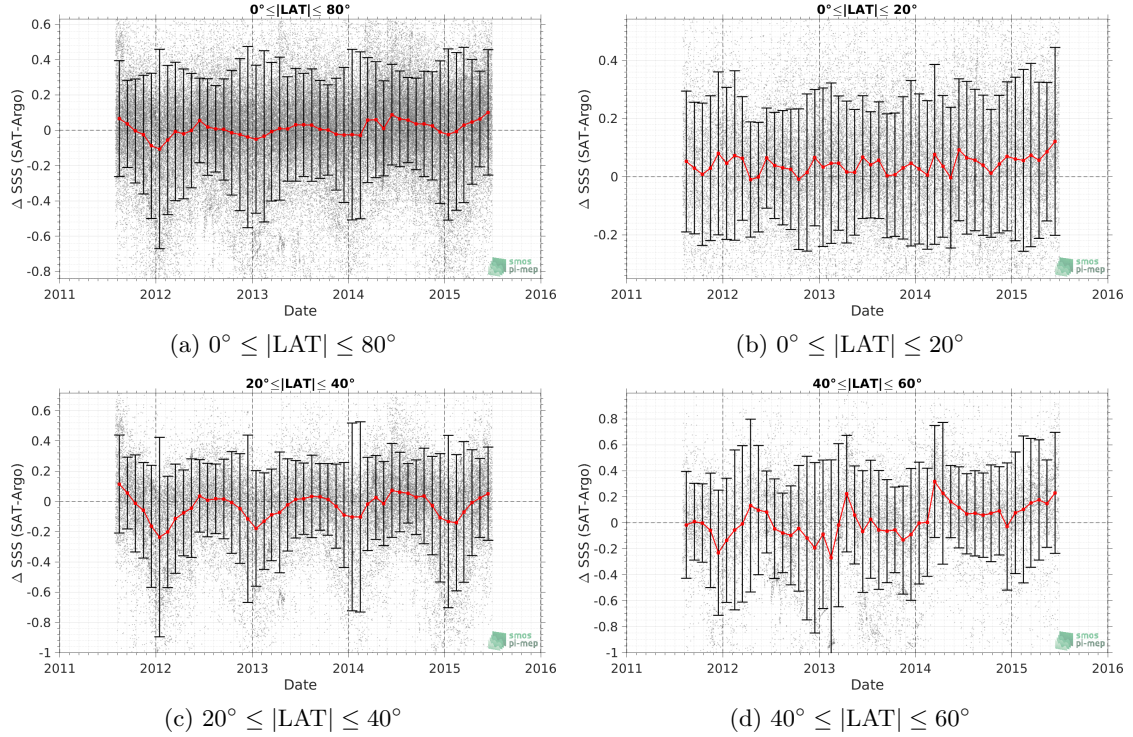 0°≤|LAT|≤ 80°
Δ SSS (SAT-Argo)
0.6
0.4
0.2
0
-0.2
-0.4
-0.6
-0.8
2011 2012 2013 2014 2015 2016
Date
smos
pi-mep
(a) 0° ≤ |LAT| ≤ 80°
0°≤|LAT|≤ 20°
Δ SSS (SAT-Argo)
0.4
0.2
0
-0.2
2011 2012 2013 2014 2015 2016
Date
smos
pi-mep
(b) 0° ≤ |LAT| ≤ 20°
20°≤|LAT|≤ 40°
Δ SSS (SAT-Argo)
0.6
0.4
0.2
0
-0.2
-0.4
-0.6
-0.8
-1
2011 2012 2013 2014 2015 2016
Date
smos
pi-mep
(c) 20° ≤ |LAT| ≤ 40°
40°≤|LAT|≤ 60°
Δ SSS (SAT-Argo)
0.8
0.6
0.4
0.2
0
-0.2
-0.4
-0.6
-0.8
-1
2011 2012 2013 2014 2015 2016
Date
smos
pi-mep
(d) 40° ≤ |LAT| ≤ 60°